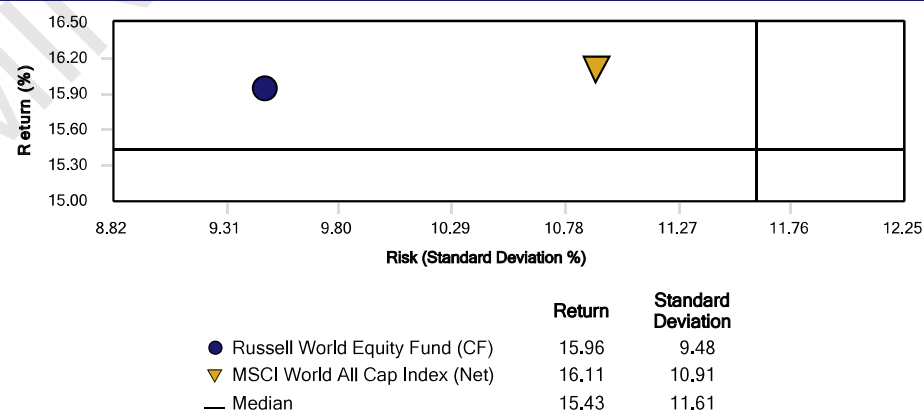 16.50
16.20
15.90
15.60
15.30
15.00
Return (%)
8.82 9.31 9.80 10.29 10.78 11.27 11.76 12.25
Risk (Standard Deviation %)
Return Standard Deviation
Russell World Equity Fund (CF) 15.96 9.48
MSCI World All Cap Index (Net) 16.11 10.91
Median 15.43 11.61